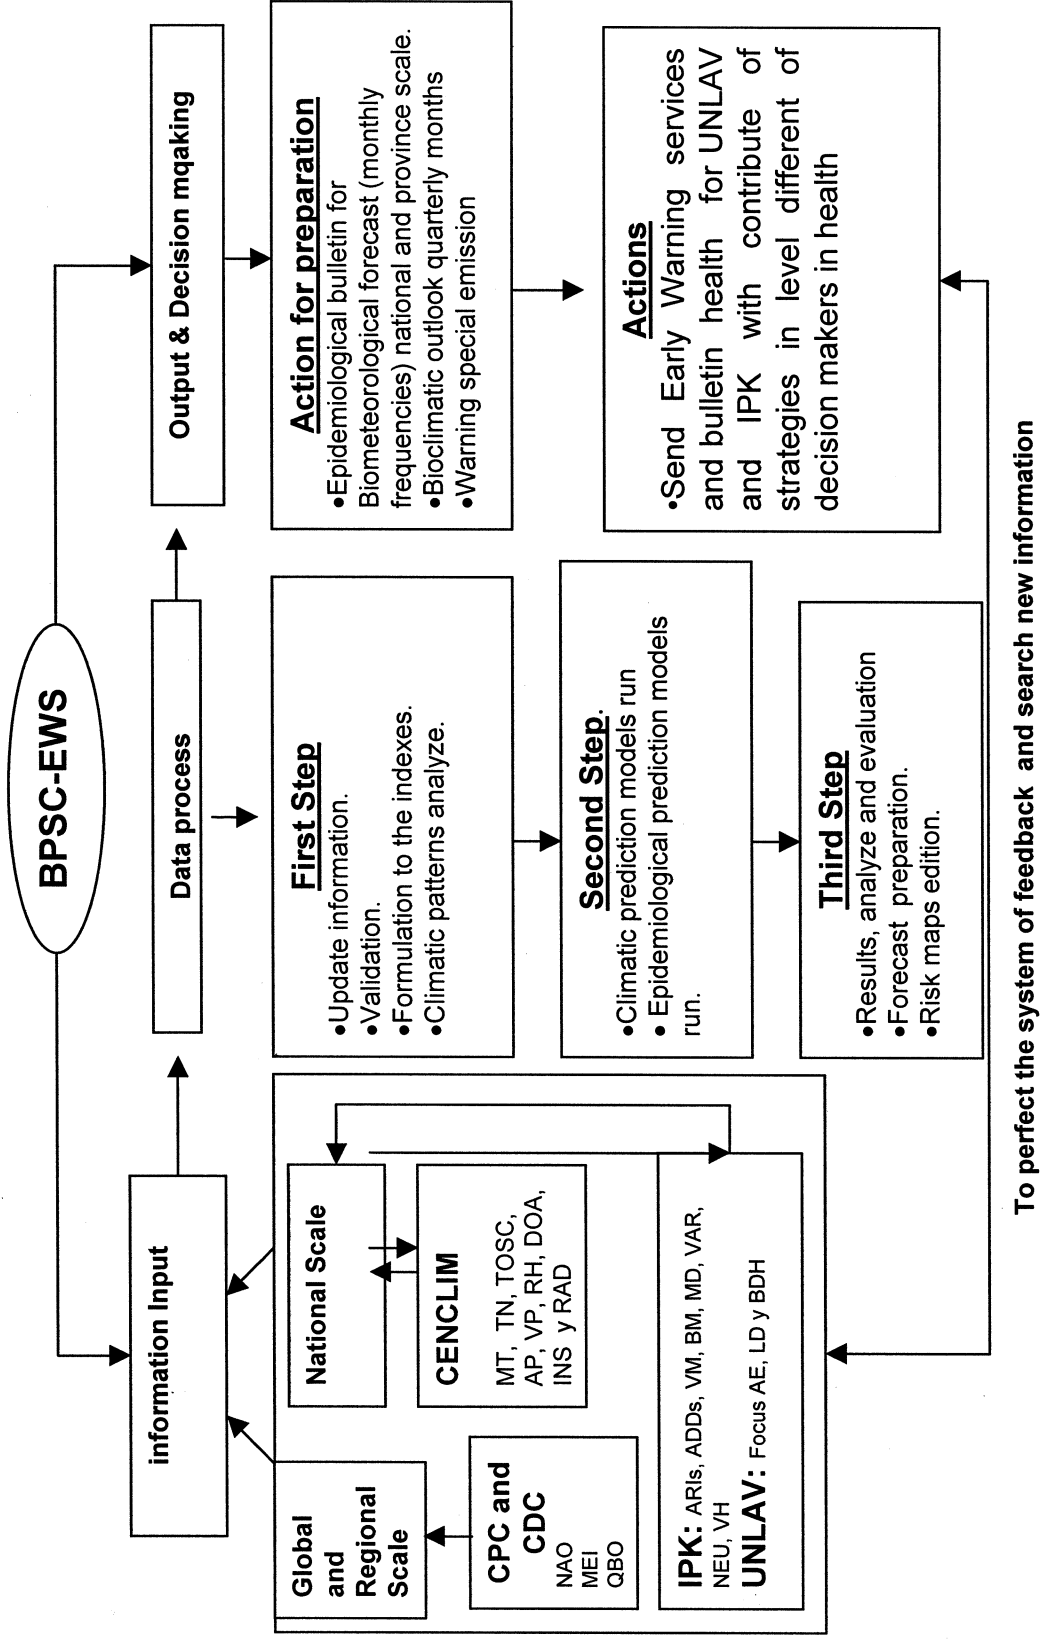 BPSC-EWS
information Input
Data process
Output & Decision mqaking
Global
and
Regional
Scale
CPC and
CDC
NAO
MEI
QBO
National Scale
CENCLIM
MT, TN, TOSC,
AP, VP, RH, DOA,
INS y RAD
IPK: ARIs, ADDs, VM, BM, MD, VAR,
NEU, VH
UNLAV: Focus AE, LD y BDH
First Step
•Update information.
•Validation.
•Formulation to the indexes.
•Climatic patterns analyze.
Second Step.
•Climatic prediction models run
• Epidemiological prediction models
run.
Third Step
•Results, analyze and evaluation
•Forecast preparation.
•Risk maps edition.
Action for preparation
•Epidemiological bulletin for
Biometeorological forecast (monthly
frequencies) national and province scale.
•Bioclimatic outlook quarterly months
•Warning special emission
Actions
•Send Early Warning services
and bulletin health for UNLAV
and IPK with contribute of
strategies in level different of
decision makers in health
To perfect the system of feedback and search new information